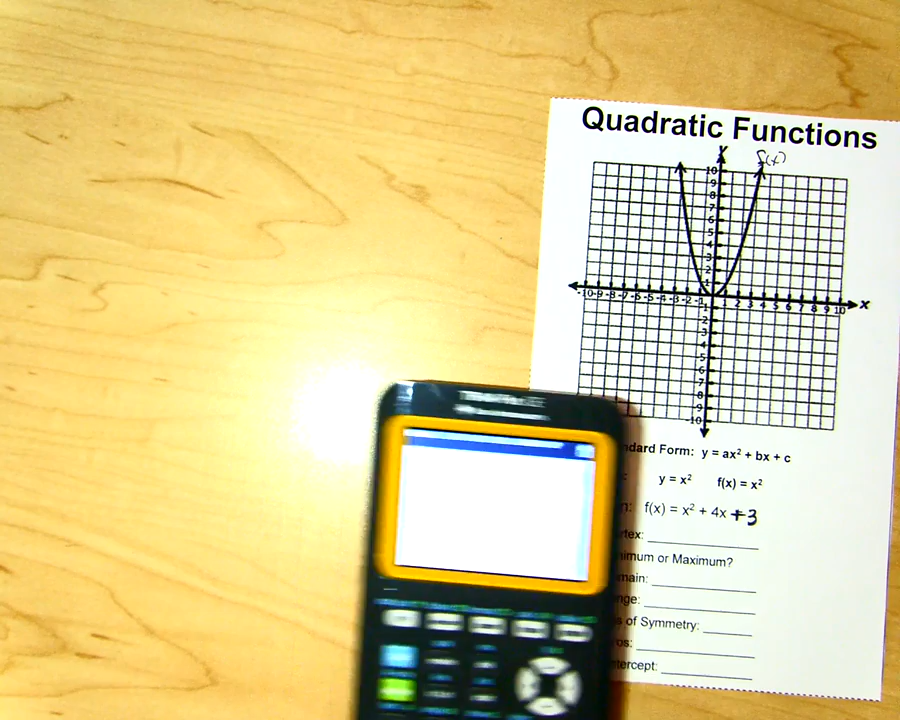 Quadratic Functions
Y
f(x)
10
9
8
7
6
5
4
3
2
1
-10 -9 -8 -7 -6 -5 -4 -3 -2 -1 1 2 3 4 5 6 7 8 9 10 x
-1
-2
-3
-4
-5
-6
-7
-8
-9
-10
ndard Form: y = ax² + bx + c
: y = x² f(x) = x²
n: f(x) = x² + 4x + 3
rtex:
nimum or Maximum?
main:
nge:
s of Symmetry:
ros:
ntercept: